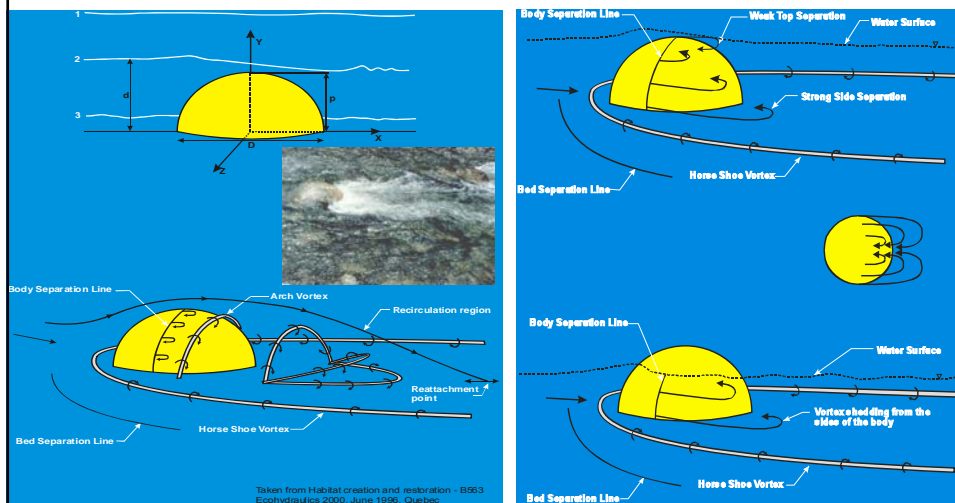 1
Y
2
d
P
3
X
D
Z
Body Separation Line
Arch Vortex
Recirculation region
Reattachment
point
Horse Shoe Vortex
Bed Separation Line
Taken from Habitat creation and restoration - B563
Ecohydraulics 2000, June 1996, Quebec
Body Separation Line
Weak Top Separation
Water Surface
Strong Side Separation
Horse Shoe Vortex
Bed Separation Line
Body Separation Line
Water Surface
Vortex shedding from the
sides of the body
Horse Shoe Vortex
Bed Separation Line